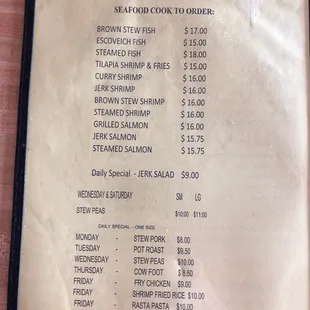 SEAFOOD COOK TO ORDER:
BROWN STEW FISH $ 17.00
ESCOVEICH FISH $ 15.00
STEAMED FISH $ 18.00
TILAPIA SHRIMP & FRIES $ 15.00
CURRY SHRIMP $ 16.00
JERK SHRIMP $ 16.00
BROWN STEW SHRIMP $ 16.00
STEAMED SHRIMP $ 16.00
GRILLED SALMON $ 16.00
JERK SALMON $ 15.75
STEAMED SALMON $ 15.75
Daily Special - JERK SALAD $9.00
WEDNESDAY & SATURDAY SM LG
STEW PEAS $10:00 $11:00
DAILY SPECIAL - ONE SIZE
MONDAY - STEW PORK $8.00
TUESDAY - POT ROAST $9.50
WEDNESDAY - STEW PEAS $10.00
THURSDAY - COW FOOT $ 8.50
FRIDAY - FRY CHICKEN $9.00
FRIDAY - SHRIMP FRIED RICE $10.00
FRIDAY - RASTA PASTA $10.00